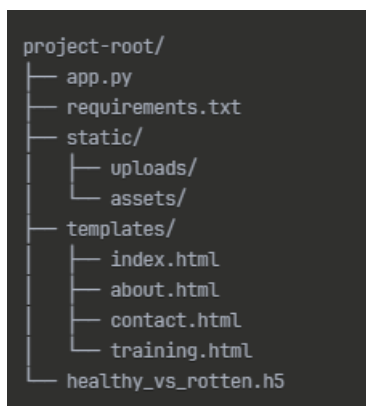 project-root/
├── app.py
├── requirements.txt
├── static/
│   ├── uploads/
│   └── assets/
├── templates/
│   ├── index.html
│   ├── about.html
│   ├── contact.html
│   └── training.html
└── healthy_vs_rotten.h5